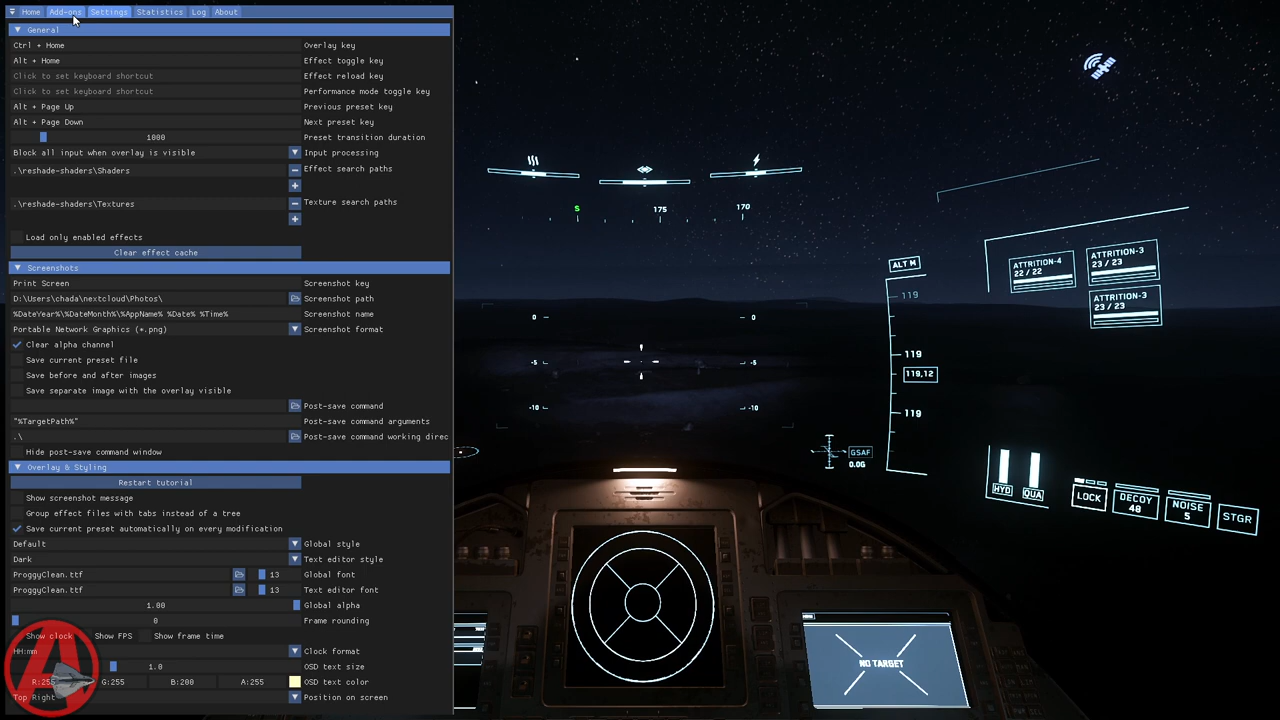 Home Add-ons Settings Statistics Log About
General
Ctrl + Home Overlay key
Alt + Home Effect toggle key
Click to set keyboard shortcut Effect reload key
Click to set keyboard shortcut Performance mode toggle key
Alt + Page Up Previous preset key
Alt + Page Down Next preset key
1000 Preset transition duration
Block all input when overlay is visible Input processing
.\reshade-shaders\Shaders Effect search paths
.\reshade-shaders\Textures Texture search paths
Load only enabled effects
Clear effect cache
Screenshots
Print Screen Screenshot key
D:\Users\chada\nextcloud\Photos\ Screenshot path
%DateYear%\%DateMonth%\%AppName% %Date% %Time% Screenshot name
Portable Network Graphics (*.png) Screenshot format
Clear alpha channel
Save current preset file
Save before and after images
Save separate image with the overlay visible
Post-save command
"%TargetPath%" Post-save command arguments
.\ Post-save command working direc
Hide post-save command window
Overlay & Styling
Restart tutorial
Show screenshot message
Group effect files with tabs instead of a tree
Save current preset automatically on every modification
Default Global style
Dark Text editor style
ProggyClean.ttf 13 Global font
ProggyClean.ttf 13 Text editor font
1.00 Global alpha
0 Frame rounding
Show clock Show FPS Show frame time
HH:mm Clock format
1.0 OSD text size
R:255 G:255 B:200 A:255 OSD text color
Top Right Position on screen
S 175 170
ALT M
119
119
119.12
119
0 0
-5 -5
-10 -10
GSAF
0.0G
ATTRITION-4
22 / 22
ATTRITION-3
23 / 23
ATTRITION-3
23 / 23
HYD QUA
LOCK
DECOY
48
NOISE
5
STGR
NO TARGET